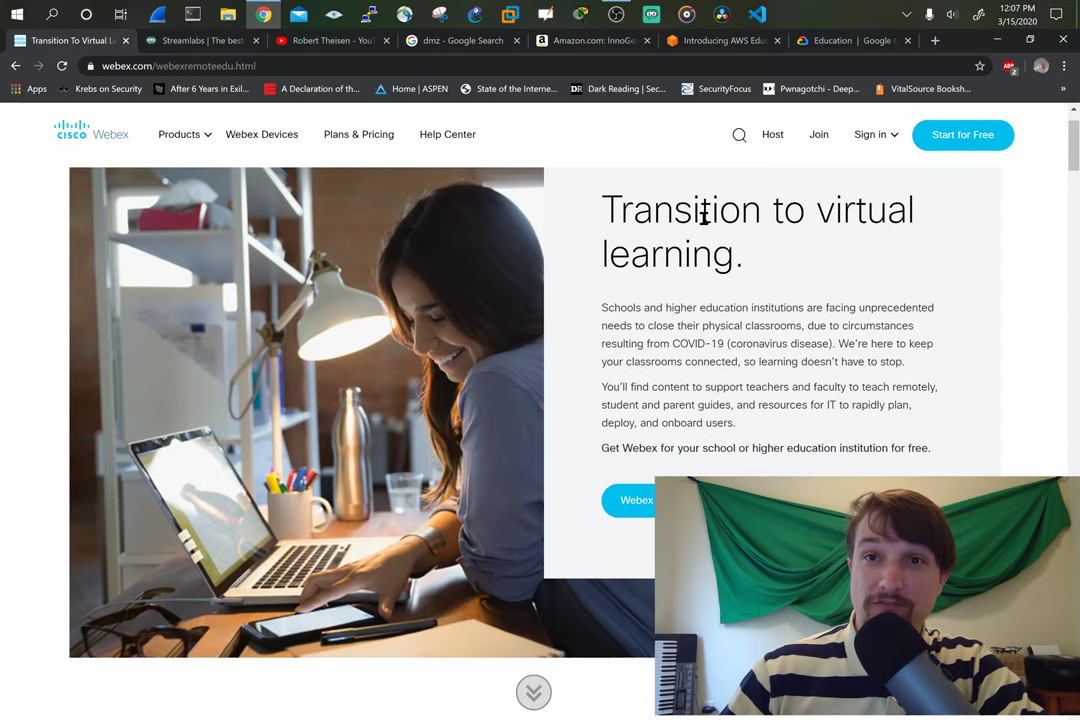 12:07 PM
3/15/2020
Transition To Virtual Le
Streamlabs | The best
Robert Theisen - YouT
dmz - Google Search
Amazon.com: InnoGe
Introducing AWS Edu
Education | Google C
webex.com/webexremoteedu.html
ABP
2
Apps
Krebs on Security
After 6 Years in Exil...
A Declaration of th...
Home | ASPEN
State of the Interne...
DR
Dark Reading | Sec...
SecurityFocus
Pwnagotchi - Deep...
VitalSource Booksh...
CISCO Webex
Products
Webex Devices
Plans & Pricing
Help Center
Host
Join
Sign in
Start for Free
Transition to virtual
learning.
Schools and higher education institutions are facing unprecedented
needs to close their physical classrooms, due to circumstances
resulting from COVID-19 (coronavirus disease). We're here to keep
your classrooms connected, so learning doesn't have to stop.
You'll find content to support teachers and faculty to teach remotely,
student and parent guides, and resources for IT to rapidly plan,
deploy, and onboard users.
Get Webex for your school or higher education institution for free.
Webex